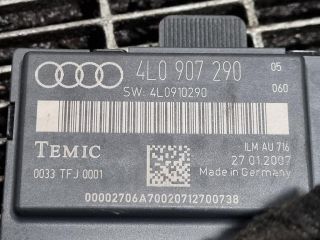 4L0 907 290 05
SW: 4L0910290 060
TEMIC ILM AU 716
27.01.2007
0033 TFJ 0001 Made in Germany
00002706A70020712700738